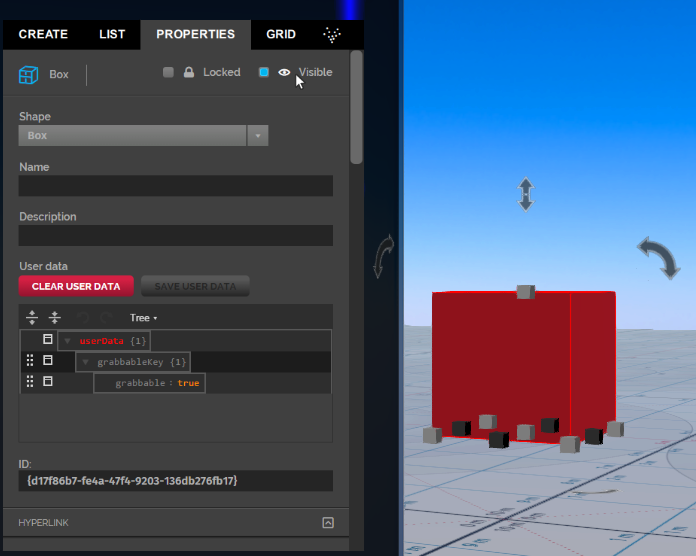 CREATE LIST PROPERTIES GRID
Box Locked Visible
Shape
Box
Name
Description
User data
CLEAR USER DATA SAVE USER DATA
Tree
userData {1}
grabbableKey {1}
grabbable : true
ID:
{d17f86b7-fe4a-47f4-9203-136db276fb17}
HYPERLINK